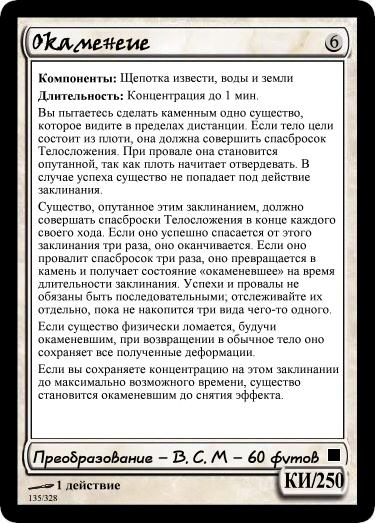 Окаменеие
6
Компоненты: Щепотка извести, воды и земли
Длительность: Концентрация до 1 мин.
Вы пытаетесь сделать каменным одно существо,
которое видите в пределах дистанции. Если тело цели
состоит из плоти, она должна совершить спасбросок
Телосложения. При провале она становится
опутанной, так как плоть начитает отвердевать. В
случае успеха существо не попадает под действие
заклинания.
Существо, опутанное этим заклинанием, должно
совершать спасброски Телосложения в конце каждого
своего хода. Если оно успешно спасается от этого
заклинания три раза, оно оканчивается. Если оно
провалит спасбросок три раза, оно превращается в
камень и получает состояние «окаменевшее» на время
длительности заклинания. Успехи и провалы не
обязаны быть последовательными; отслеживайте их
отдельно, пока не накопится три вида чего-то одного.
Если существо физически ломается, будучи
окаменевшим, при возвращении в обычное тело оно
сохраняет все полученные деформации.
Если вы сохраняете концентрацию на этом заклинании
до максимально возможного времени, существо
становится окаменевшим до снятия эффекта.
Преобразование – В, С, М – 60 футов
КИ/250
1 действие
135/328